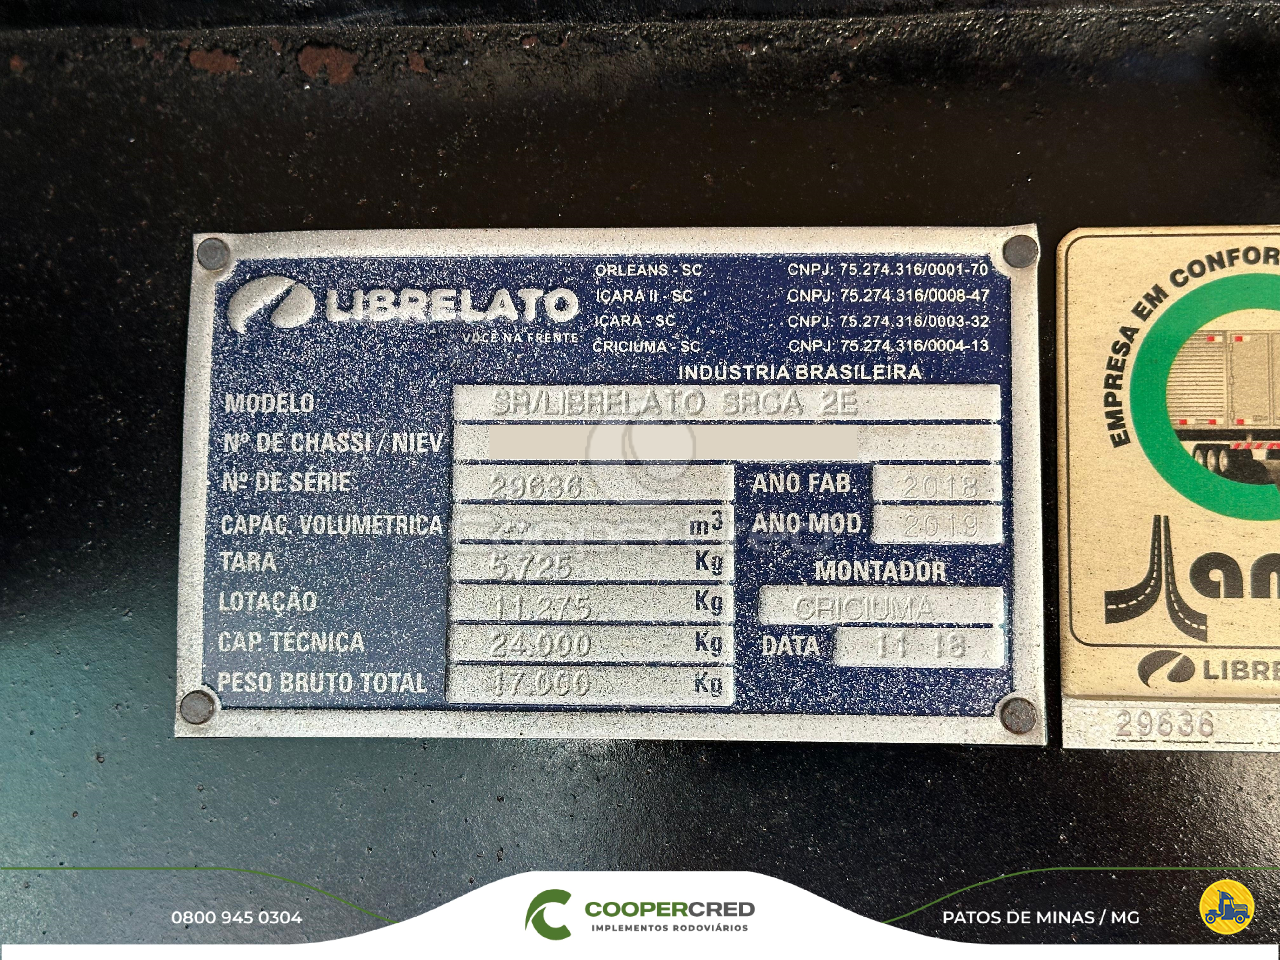 LIBRELATO
VOCÊ NA FRENTE
ORLEANS - SC CNPJ: 75.274.316/0001-70
IÇARA II - SC CNPJ: 75.274.316/0008-47
IÇARA - SC CNPJ: 75.274.316/0003-32
CRICIÚMA - SC CNPJ: 75.274.316/0004-13
INDÚSTRIA BRASILEIRA
MODELO SR/LIBRELATO SRCA 2E
Nº DE CHASSI / NIEV
Nº DE SÉRIE 29636 ANO FAB. 2018
CAPAC. VOLUMÉTRICA m³ ANO MOD. 2019
TARA 5.725 Kg
MONTADOR
LOTAÇÃO 11.275 Kg CRICIUMA
CAP. TÉCNICA 24.000 Kg DATA 11 18
PESO BRUTO TOTAL 17.000 Kg
EMPRESA EM CONFOR
an
LIBRE
29636
0800 945 0304
COOPERCRED
IMPLEMENTOS RODOVIÁRIOS
PATOS DE MINAS / MG